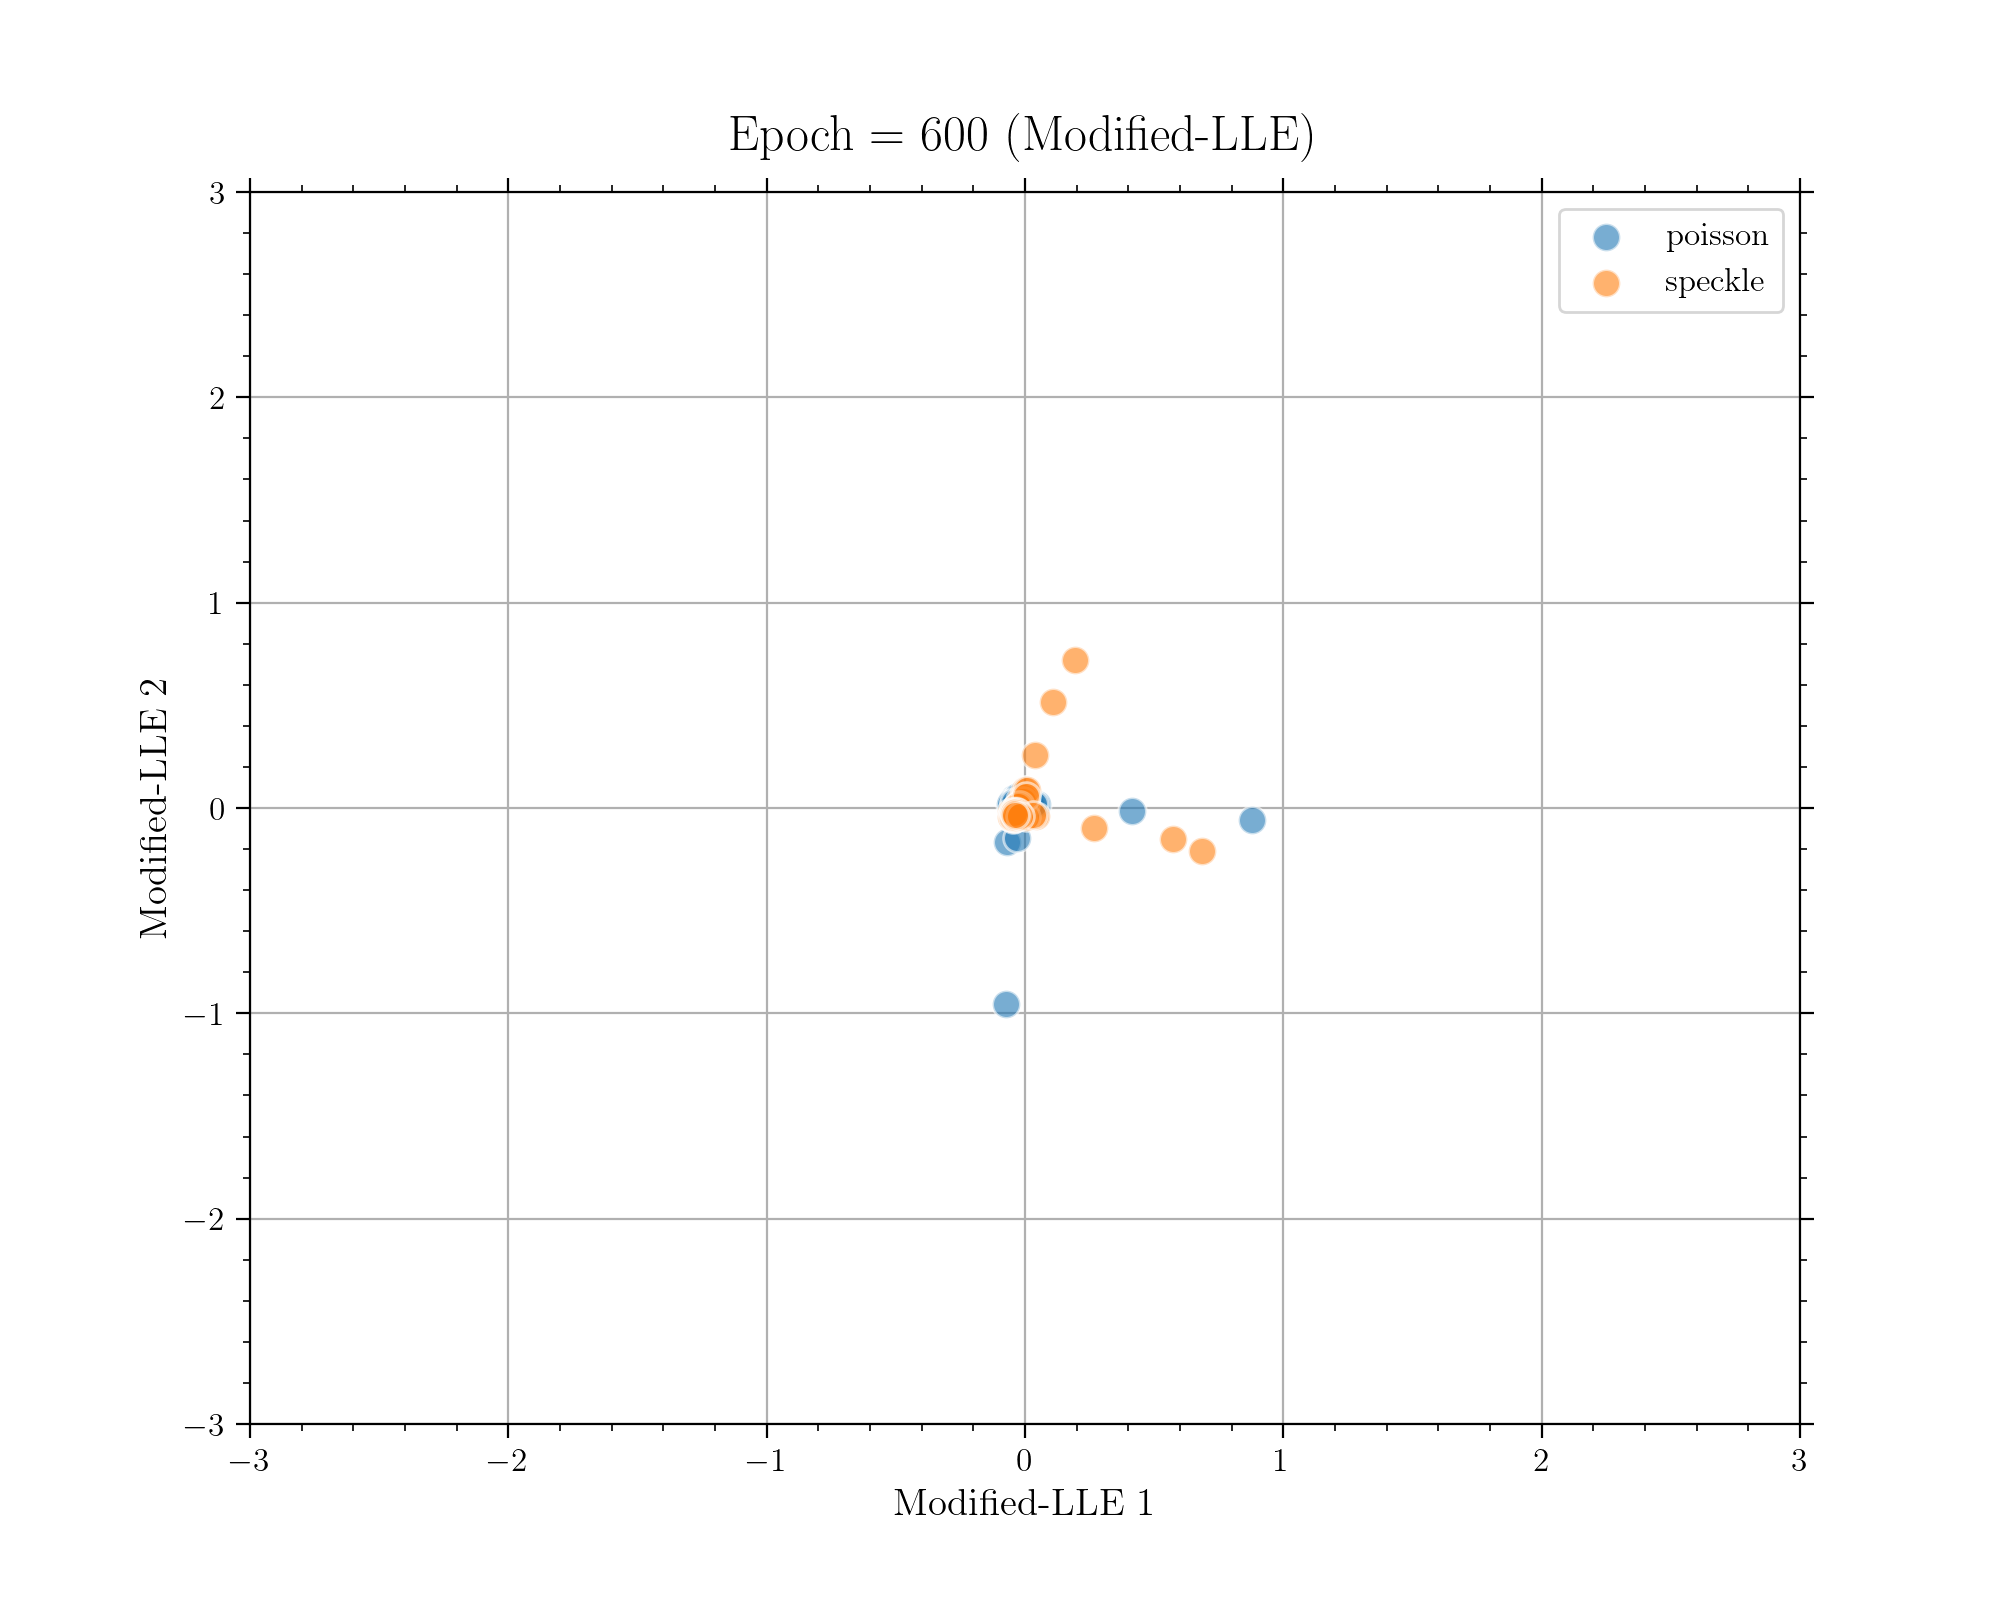 Epoch = 600 (Modified-LLE)
poisson
speckle
3
2
1
0
−1
−2
−3
Modified-LLE 2
−3
−2
−1
0
1
2
3
Modified-LLE 1